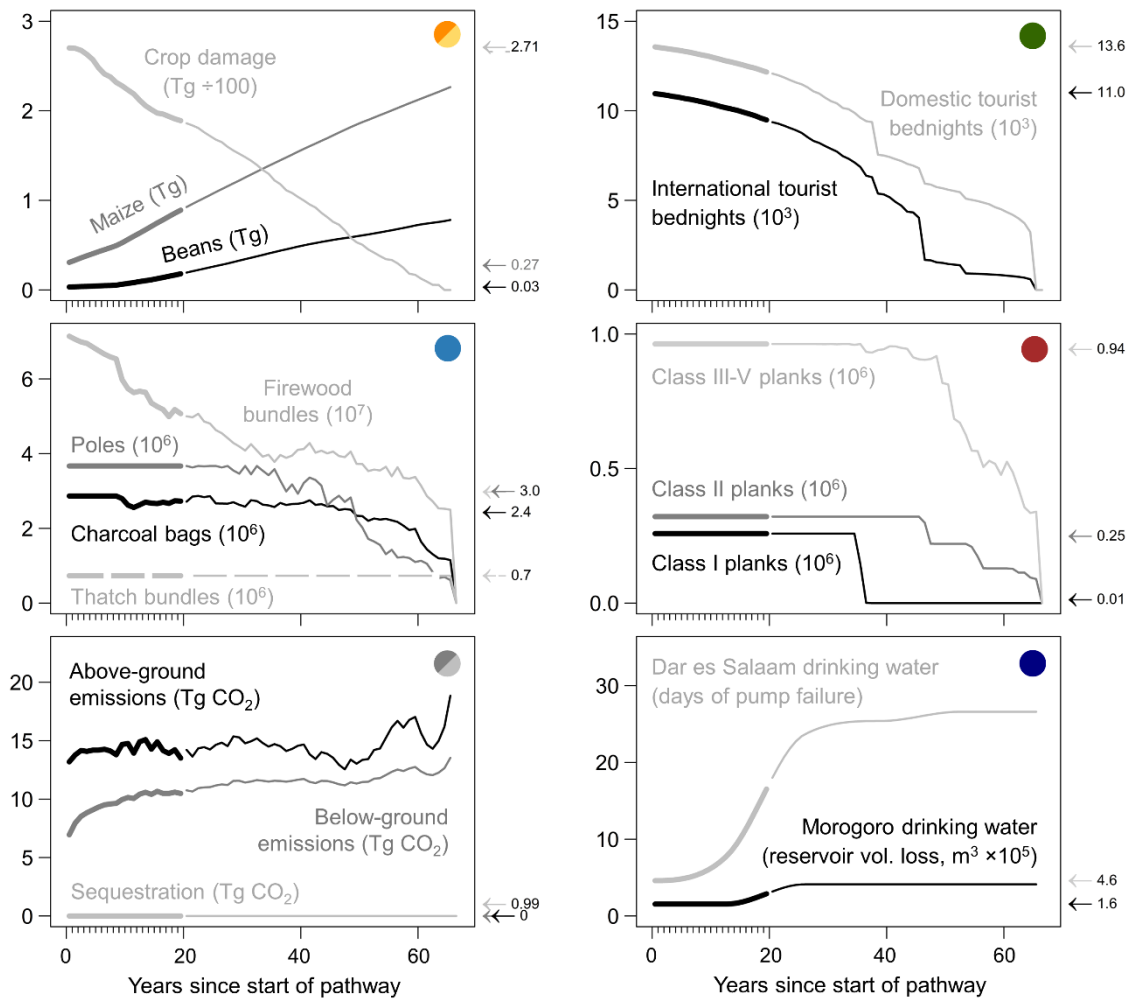 3
2
1
0
Crop damage
(Tg ÷100)
Maize (Tg)
Beans (Tg)
2.71
0.27
0.03
15
10
5
0
Domestic tourist
bednights (10³)
International tourist
bednights (10³)
13.6
11.0
6
4
2
0
Firewood
bundles (10⁷)
Poles (10⁶)
Charcoal bags (10⁶)
Thatch bundles (10⁶)
3.0
2.4
0.7
1.0
0.5
0.0
Class III-V planks (10⁶)
Class II planks (10⁶)
Class I planks (10⁶)
0.94
0.25
0.01
20
15
10
5
0
Above-ground
emissions (Tg CO₂)
Below-ground
emissions (Tg CO₂)
Sequestration (Tg CO₂)
0.99
0
0 20 40 60
Years since start of pathway
30
20
10
0
Dar es Salaam drinking water
(days of pump failure)
Morogoro drinking water
(reservoir vol. loss, m³ ×10⁵)
4.6
1.6
0 20 40 60
Years since start of pathway